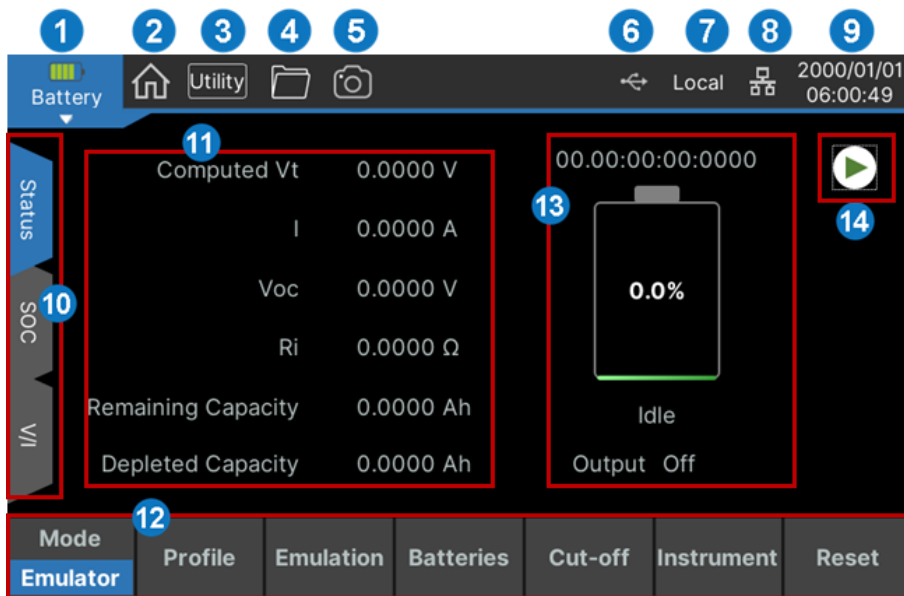 1 2 3 4 5 6 7 8 9
Battery Utility Local 2000/01/01
06:00:49
11
Computed Vt 0.0000 V 00.00:00:00:0000
Status 13 14
I 0.0000 A
Voc 0.0000 V 0.0%
10
SOC
Ri 0.0000 Ω
Remaining Capacity 0.0000 Ah Idle
V/I
Depleted Capacity 0.0000 Ah Output Off
12
Mode
Emulator Profile Emulation Batteries Cut-off Instrument Reset